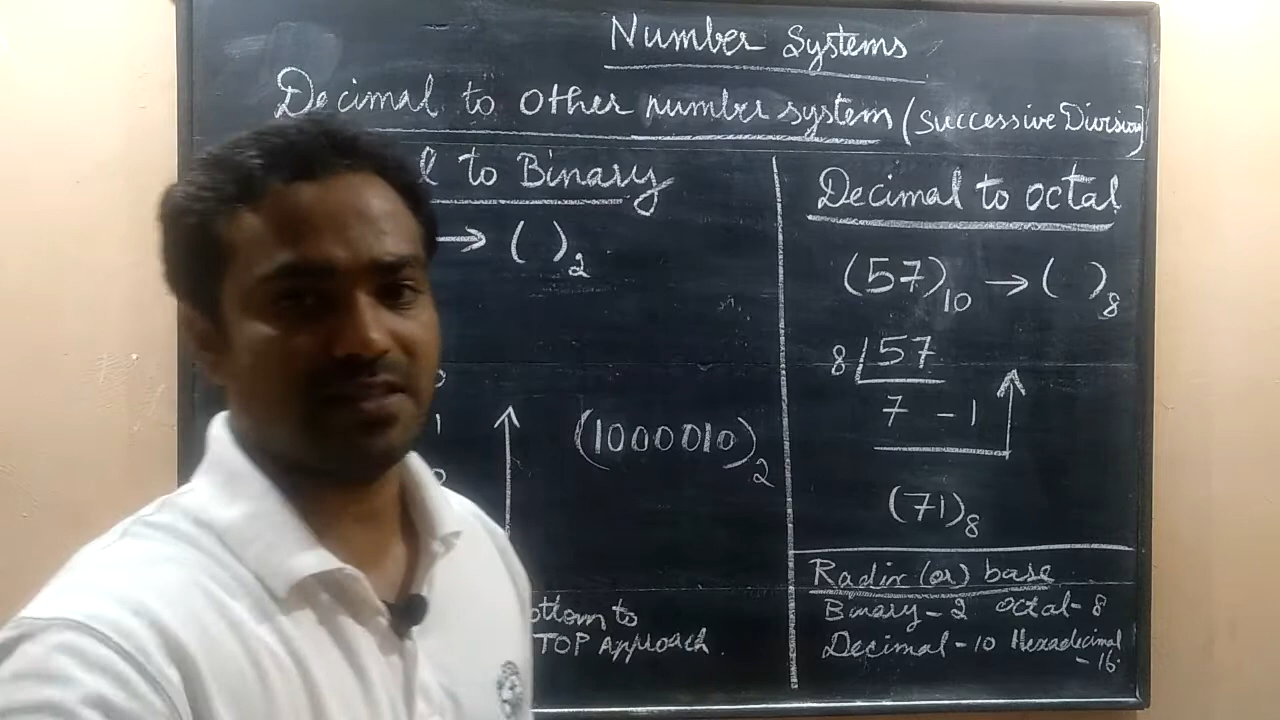 Number Systems
Decimal to Other number system (Successive Division)
l to Binary
→ ( )₂
1
0
(1000010)₂
ottom to
TOP Approach.
Decimal to Octal
(57)₁₀ → ( )₈
8 57
7 - 1
(71)₈
Radix (or) base
Binary - 2 Octal - 8
Decimal - 10 Hexadecimal
- 16